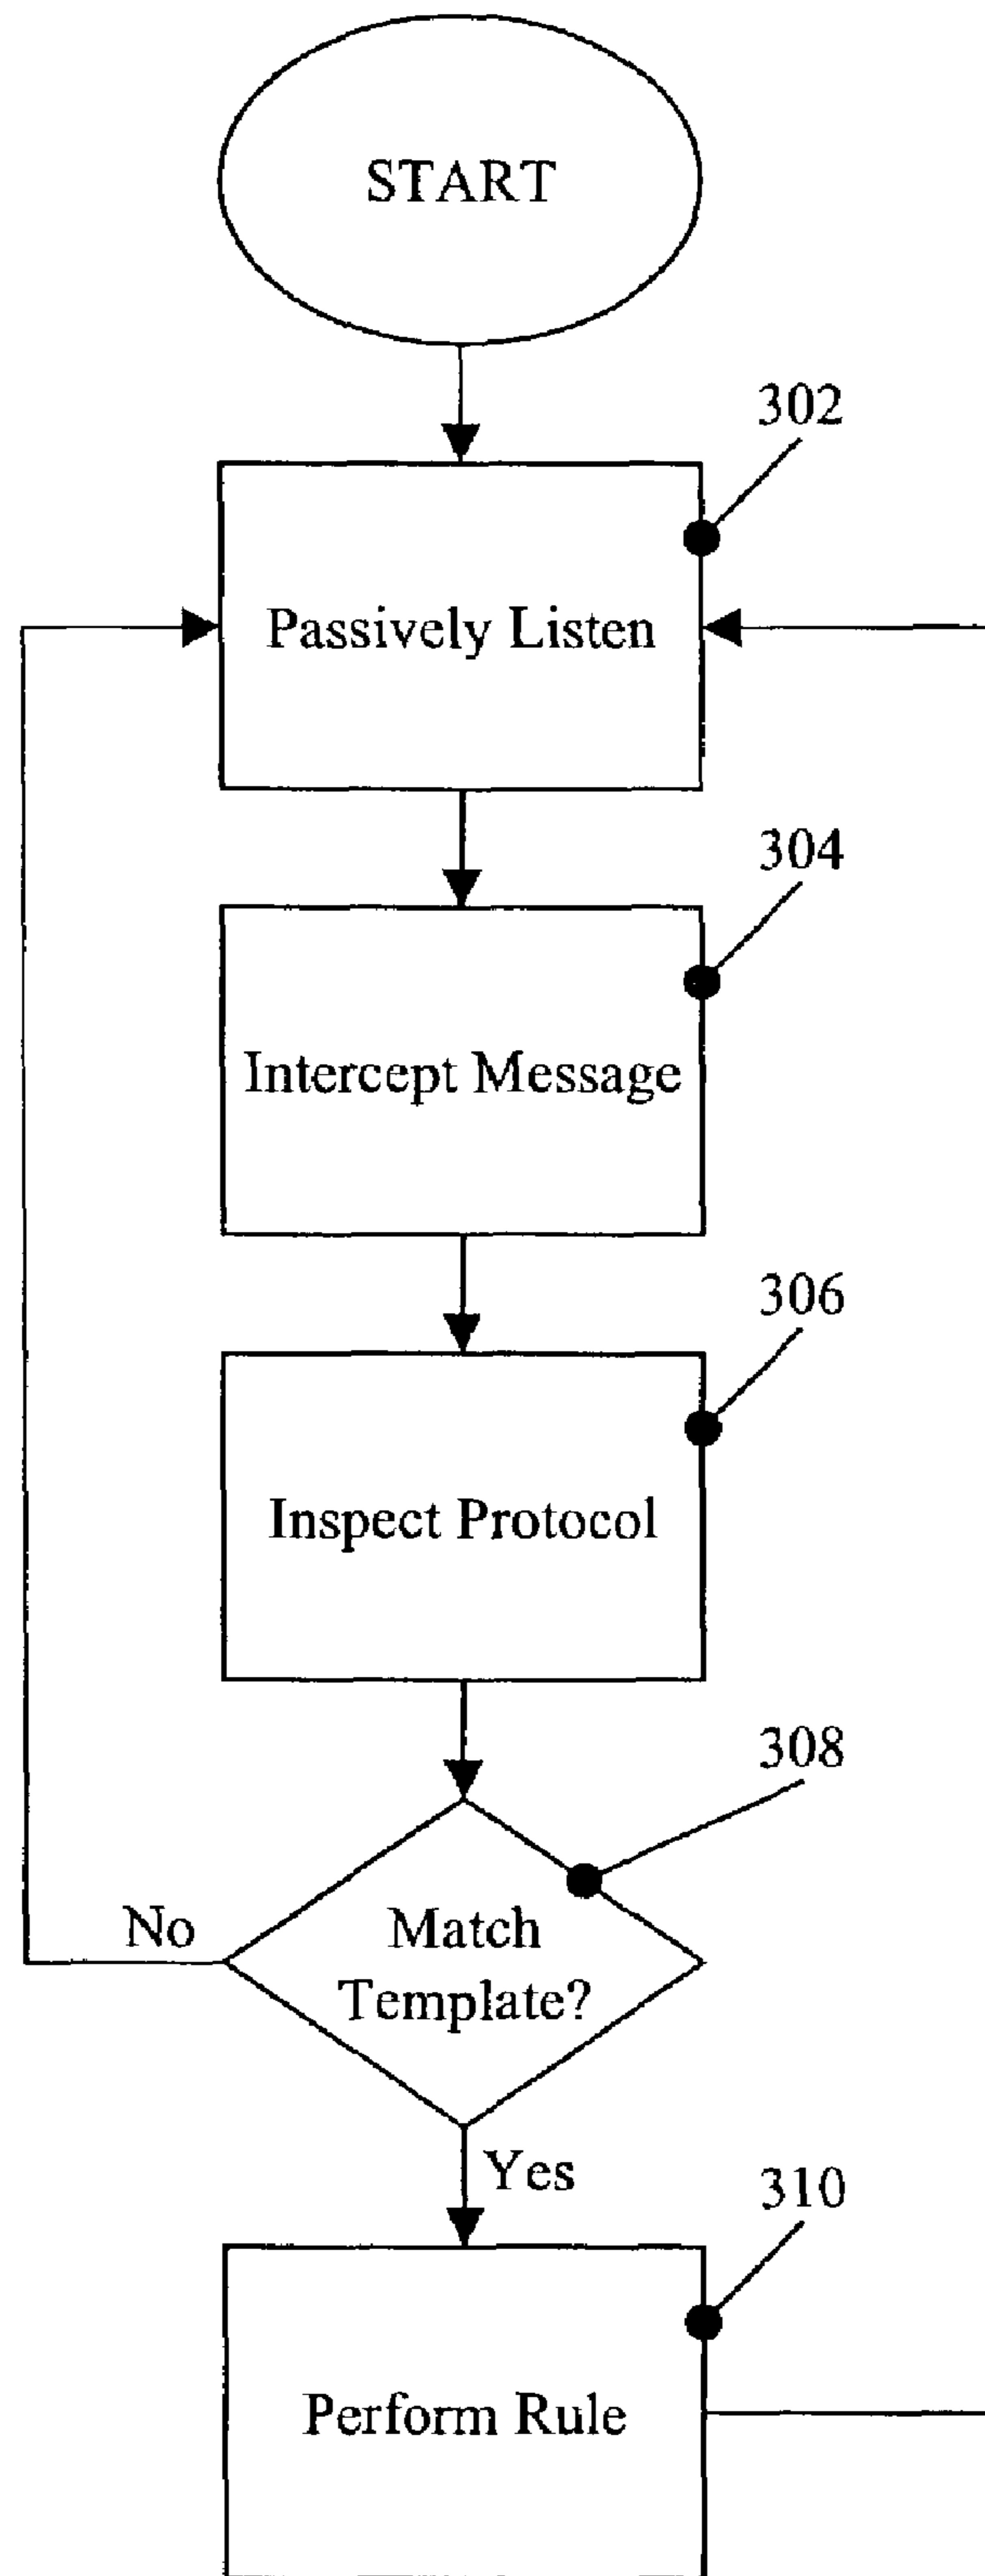 START
302
Passively Listen
304
Intercept Message
306
Inspect Protocol
308
No
Match
Template?
Yes
310
Perform Rule